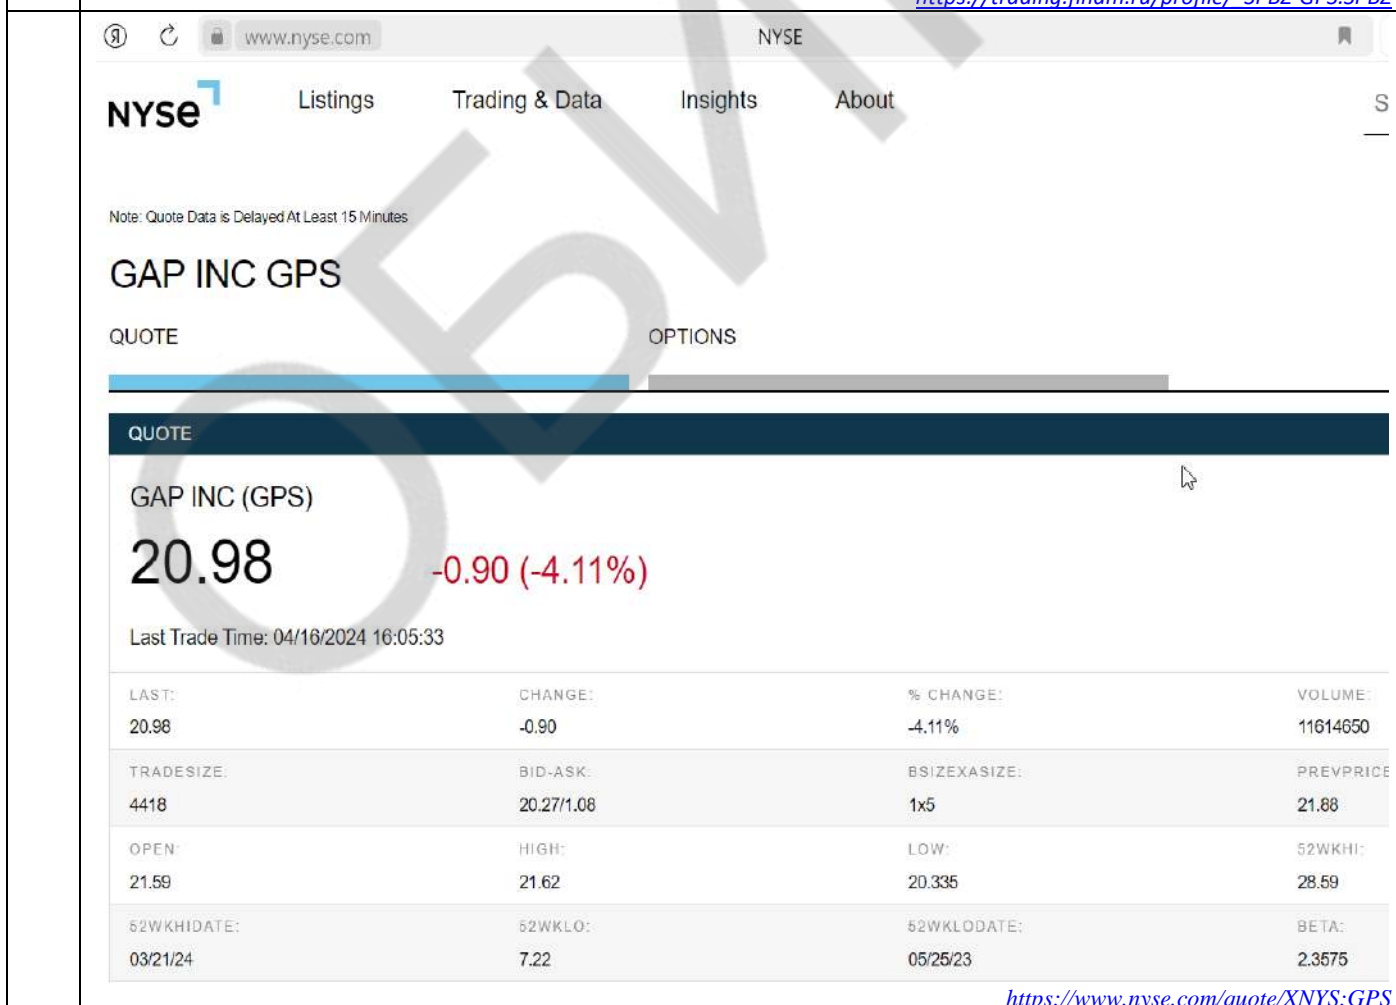 https://trading.finam.ru/profile/
www.nyse.com NYSE
NYSE Listings Trading & Data Insights About S
Note: Quote Data is Delayed At Least 15 Minutes
GAP INC GPS
QUOTE OPTIONS
QUOTE
GAP INC (GPS)
20.98 -0.90 (-4.11%)
Last Trade Time: 04/16/2024 16:05:33
LAST: CHANGE: % CHANGE: VOLUME:
20.98 -0.90 -4.11% 11614650
TRADESIZE: BID-ASK: BSIZEXASIZE: PREVPRICE
4418 20.27/1.08 1x5 21.88
OPEN: HIGH: LOW: 52WKHI:
21.59 21.62 20.335 28.59
52WKHIDATE: 52WKLO: 52WKLODATE: BETA:
03/21/24 7.22 05/25/23 2.3575
https://www.nyse.com/quote/XNYS:GPS